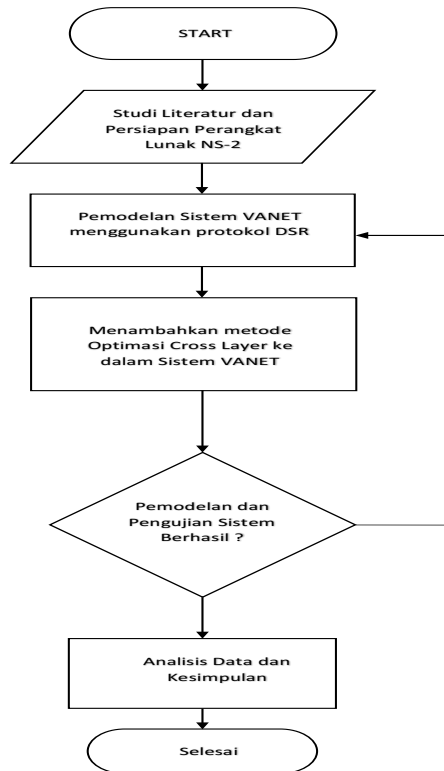 START
Studi Literatur dan
Persiapan Perangkat
Lunak NS-2
Pemodelan Sistem VANET
menggunakan protokol DSR
Menambahkan metode
Optimasi Cross Layer ke
dalam Sistem VANET
Pemodelan dan
Pengujian Sistem
Berhasil ?
Analisis Data dan
Kesimpulan
Selesai